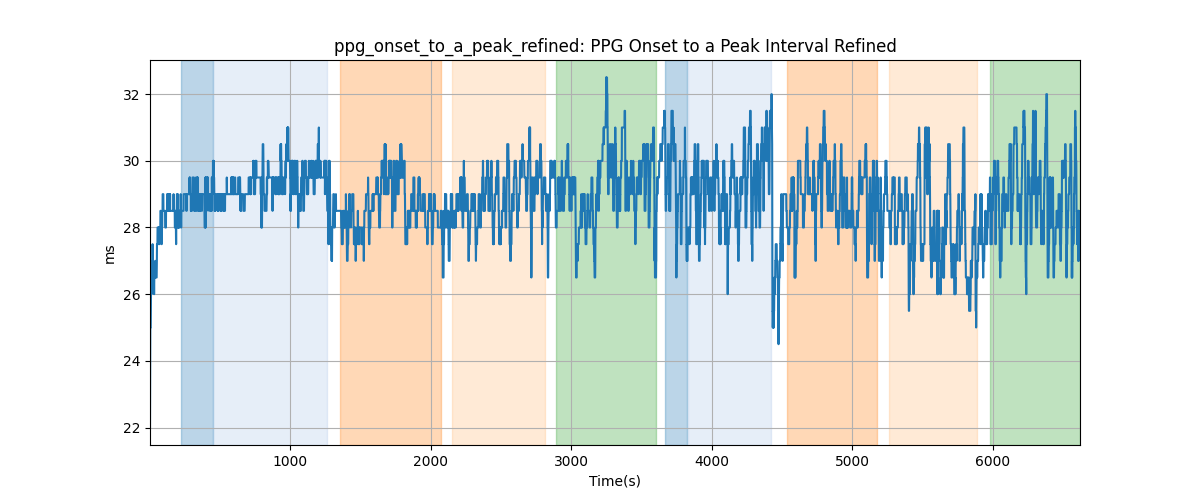 ppg_onset_to_a_peak_refined: PPG Onset to a Peak Interval Refined
32
30
28
26
24
22
ms
1000 2000 3000 4000 5000 6000
Time(s)